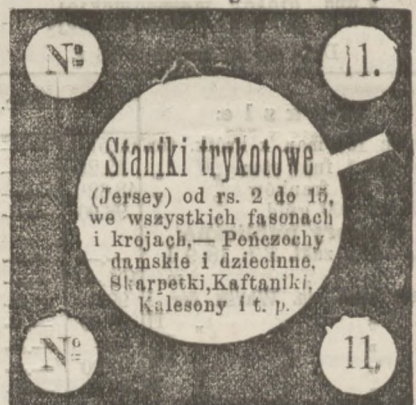 Nº 11.
Staniki trykotowe
(Jersey) od rs. 2 do 15,
we wszystkich fasonach
i krojach.— Pończochy
damskie i dziecinne,
Skarpetki, Kaftaniki,
Kalesony i t. p.
Nº 11.